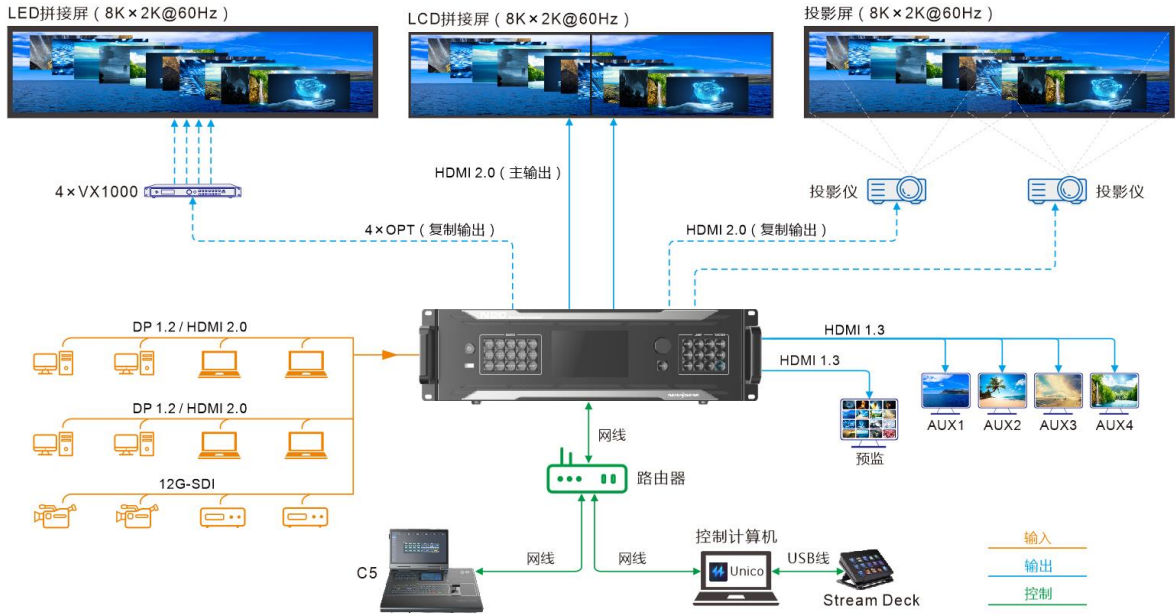 LED拼接屏（8K×2K@60Hz）
LCD拼接屏（8K×2K@60Hz）
投影屏（8K×2K@60Hz）
HDMI 2.0（主输出）
4×VX1000
投影仪
投影仪
4×OPT（复制输出）
HDMI 2.0（复制输出）
DP 1.2 / HDMI 2.0
HDMI 1.3
HDMI 1.3
DP 1.2 / HDMI 2.0
AUX1
AUX2
AUX3
AUX4
网线
预监
路由器
12G-SDI
控制计算机
输入
网线
网线
USB线
C5
Unico
输出
Stream Deck
控制